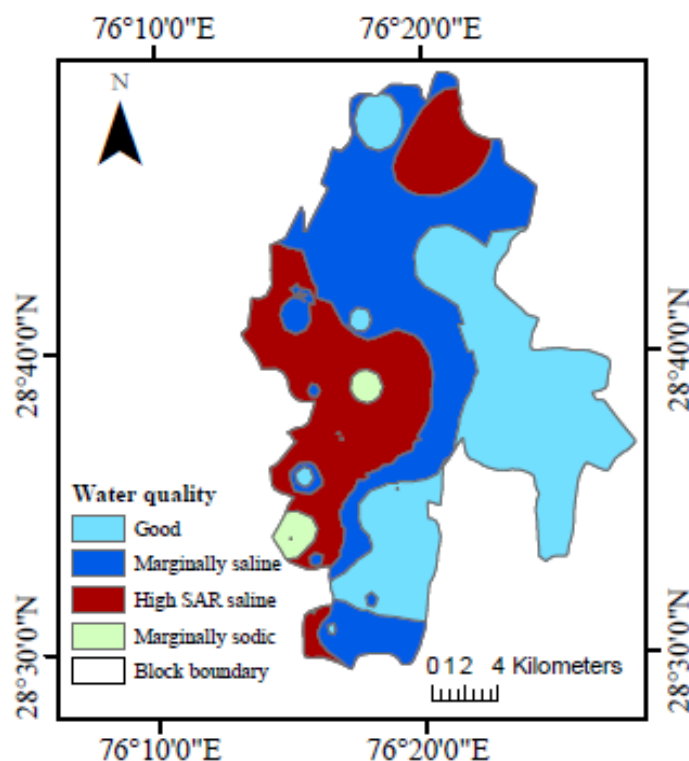 76°10'0"E 76°20'0"E
N
28°40'0"N
28°40'0"N
Water quality
Good
Marginally saline
High SAR saline
Marginally sodic
Block boundary
28°30'0"N
28°30'0"N
0 1 2 4 Kilometers
76°10'0"E 76°20'0"E